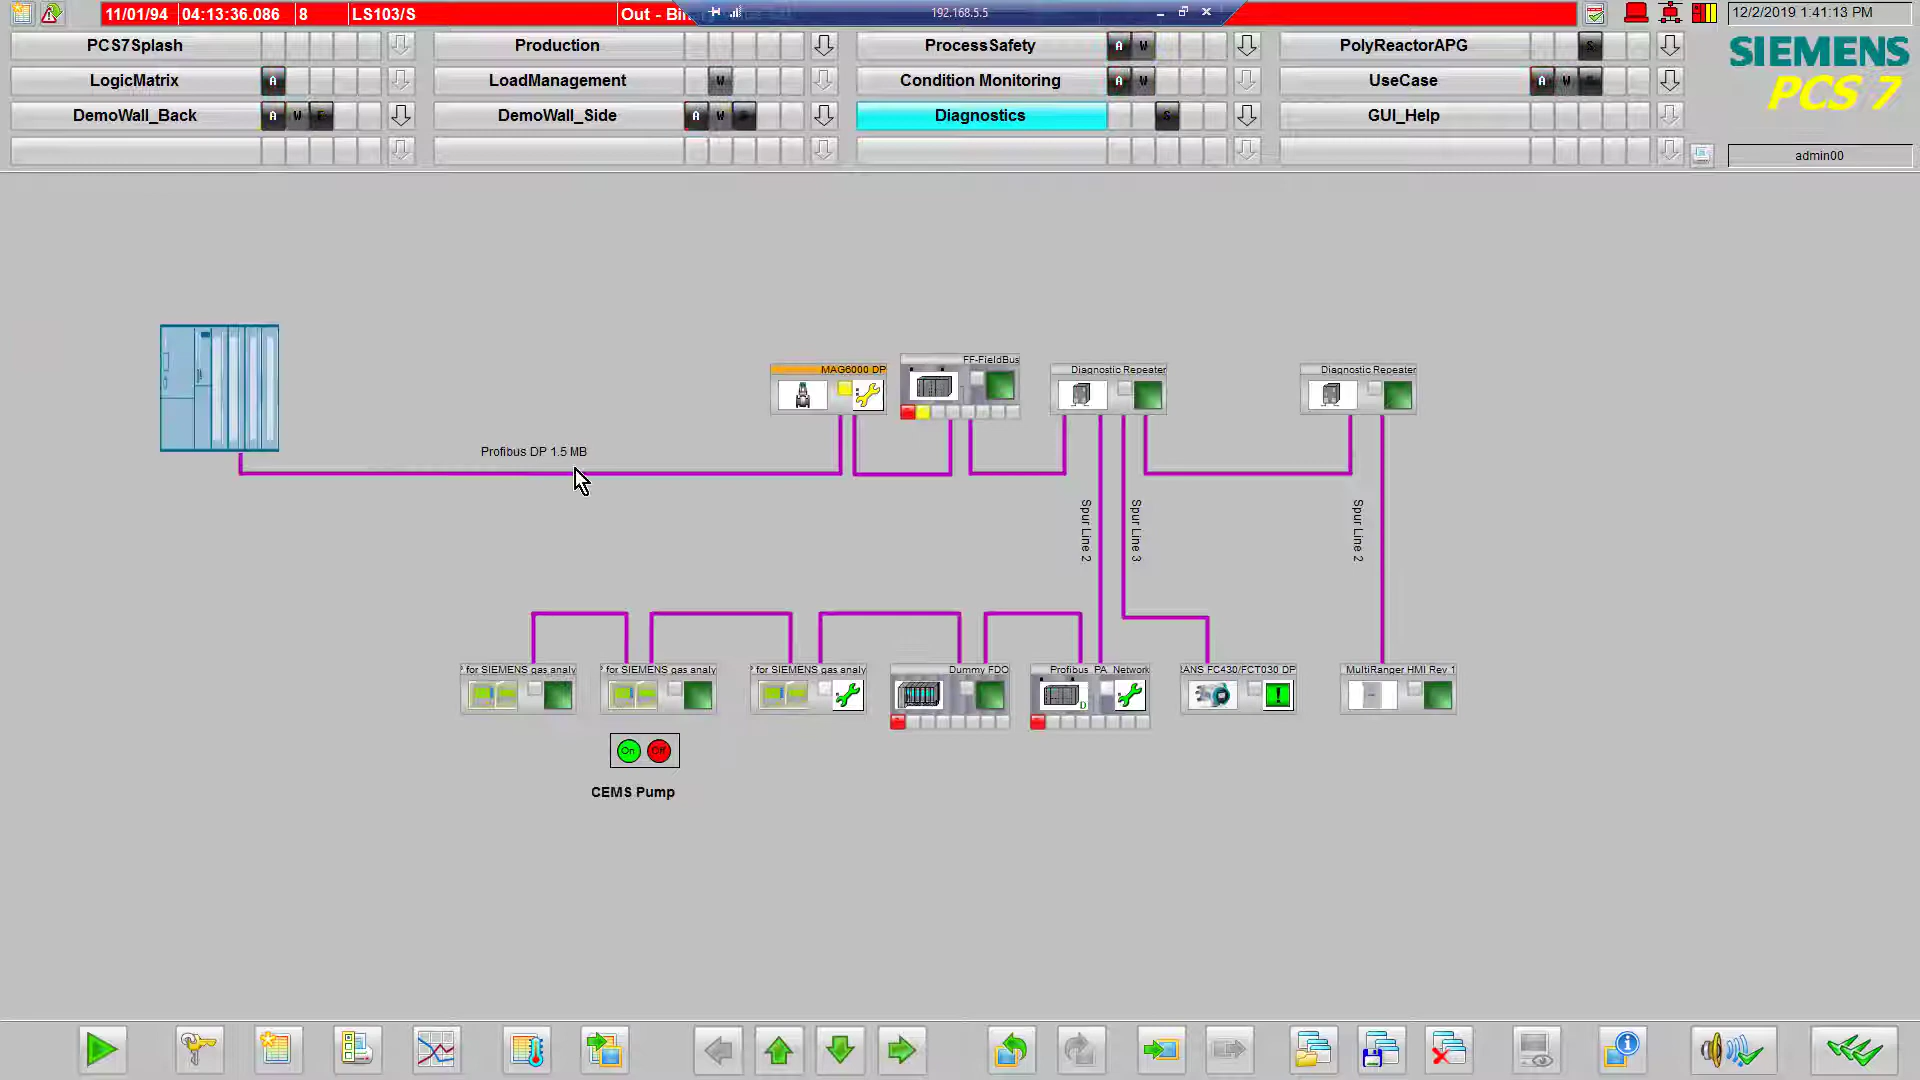 11/01/94 04:13:36.086 8 LS103/S Out - Bin 192.168.5.5 12/2/2019 1:41:13 PM
PCS7Splash Production ProcessSafety A W PolyReactorAPG S
SIEMENS
LogicMatrix A LoadManagement W Condition Monitoring A W UseCase A W
PCS 7
DemoWall_Back A W DemoWall_Side A W Diagnostics S GUI_Help
admin00
MAG6000 DP FF-FieldBus Diagnostic Repeater Diagnostic Repeater
Profibus DP 1.5 MB
Spur Line 2 Spur Line 3 Spur Line 2
for SIEMENS gas analy for SIEMENS gas analy for SIEMENS gas analy Dummy FDO Profibus PA Network RANS FC430/FCT030 DP MultiRanger HMI Rev 1
D
!
On Off
CEMS Pump